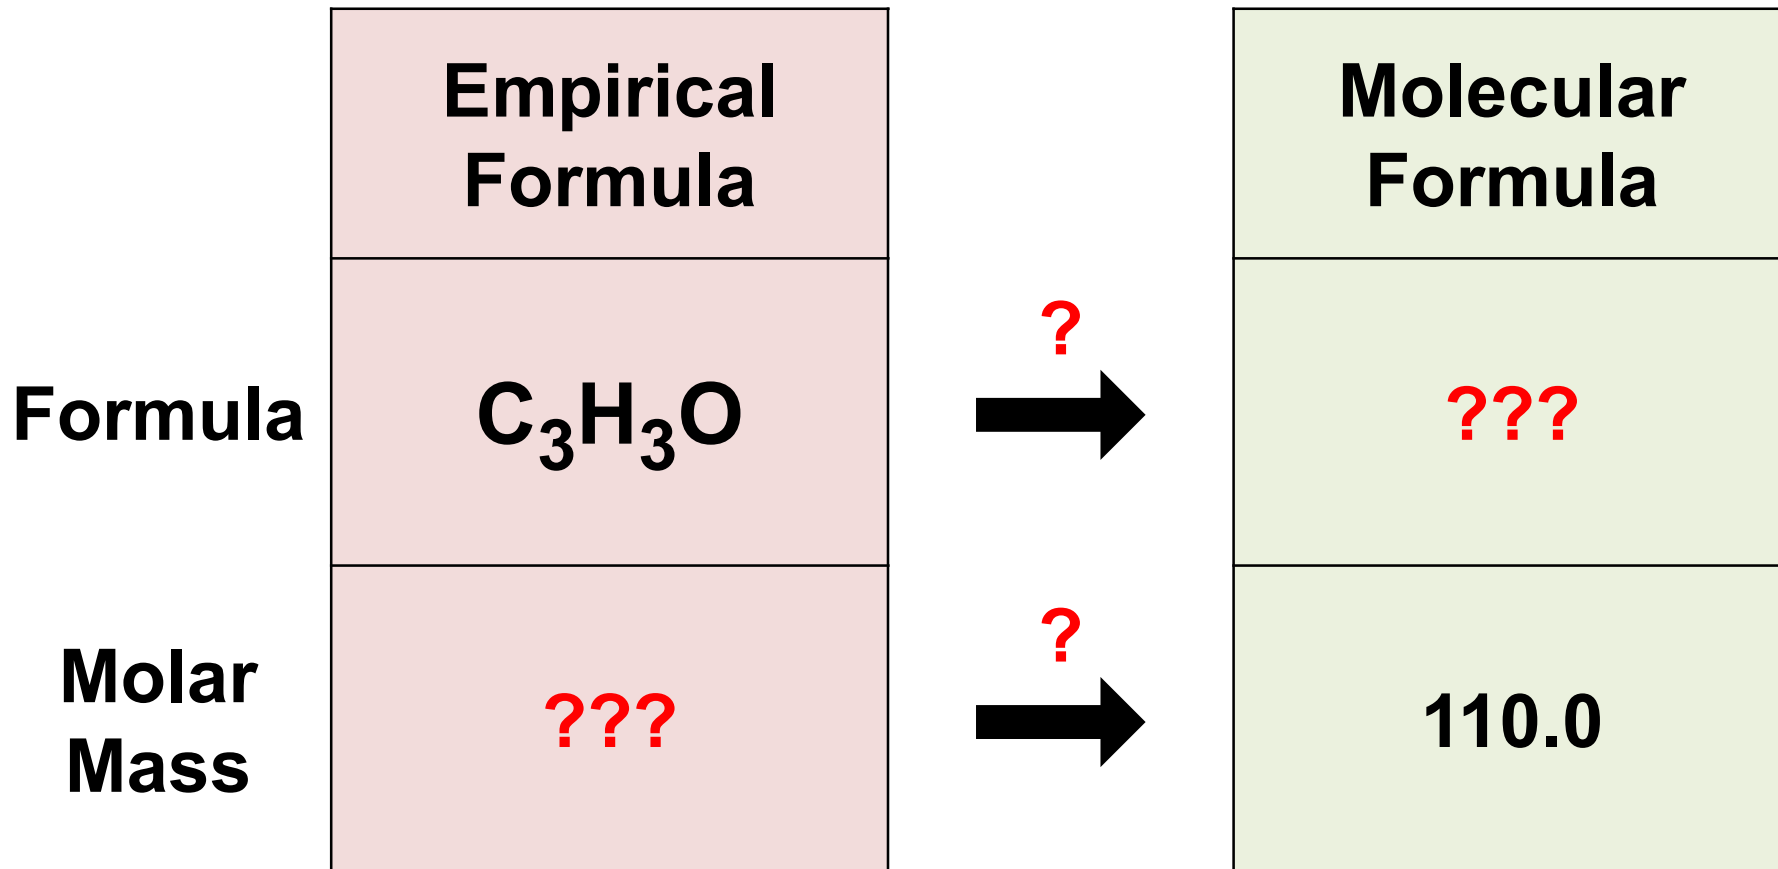 Empirical
Formula
Molecular
Formula
Formula
C₃H₃O
?
???
Molar
Mass
???
?
110.0